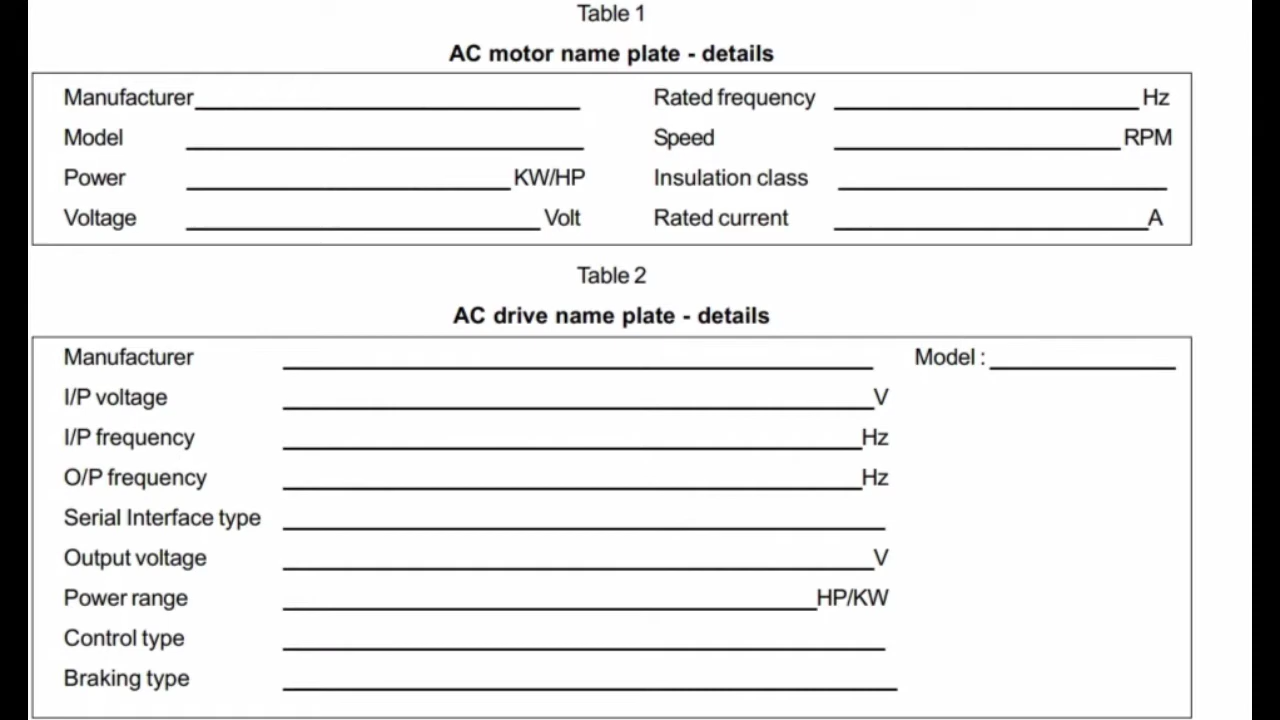 Table 1
AC motor name plate - details
Manufacturer Rated frequency Hz
Model Speed RPM
Power KW/HP Insulation class
Voltage Volt Rated current A
Table 2
AC drive name plate - details
Manufacturer Model :
I/P voltage V
I/P frequency Hz
O/P frequency Hz
Serial Interface type
Output voltage V
Power range HP/KW
Control type
Braking type